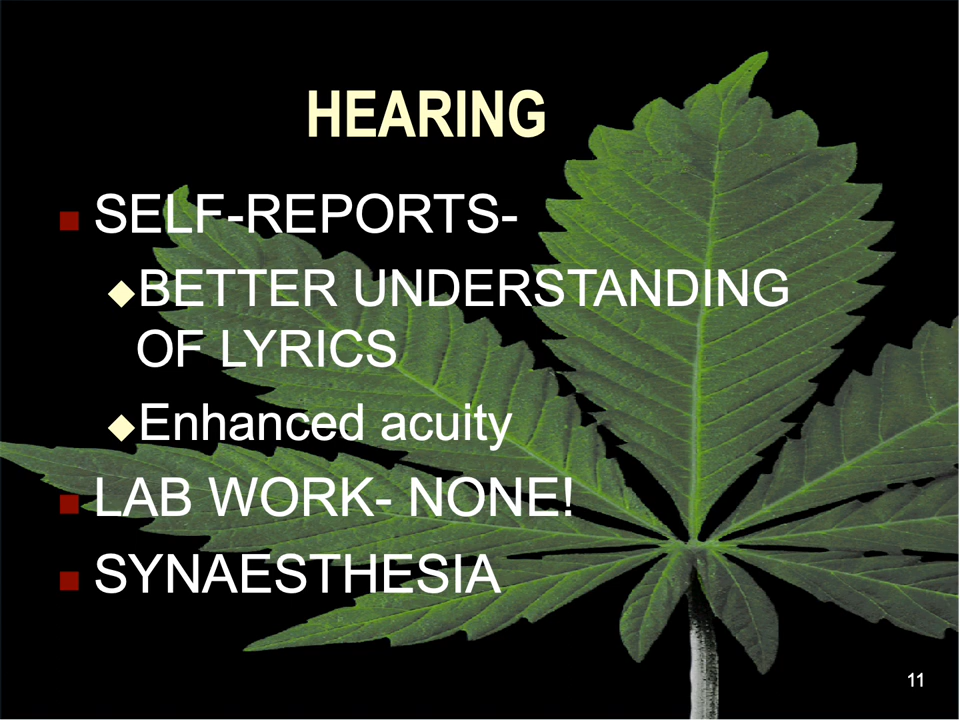 HEARING
SELF-REPORTS-
BETTER UNDERSTANDING
OF LYRICS
Enhanced acuity
LAB WORK- NONE!
SYNAESTHESIA
11